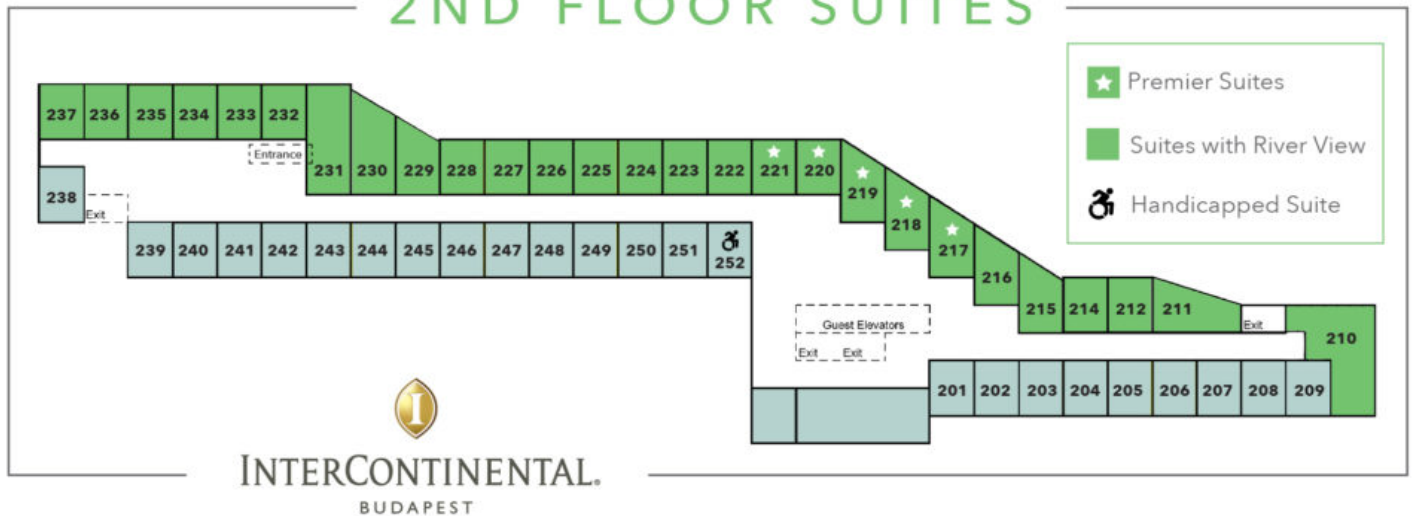 2ND FLOOR SUITES
Premier Suites
Suites with River View
Handicapped Suite
237 236 235 234 233 232
Entrance
231 230 229 228 227 226 225 224 223 222 221 220
219
238
Exit
218
239 240 241 242 243 244 245 246 247 248 249 250 251 252
217
216
215 214 212 211
Guest Elevators
Exit
210
Exit Exit
201 202 203 204 205 206 207 208 209
I
INTERCONTINENTAL.
BUDAPEST